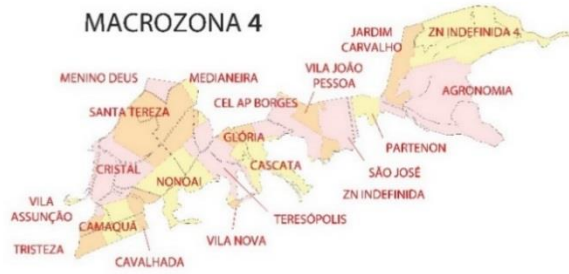 MACROZONA 4
JARDIM
CARVALHO
ZN INDEFINIDA 4
MENINO DEUS
MEDIANEIRA
VILA JOÃO
PESSOA
AGRONOMIA
SANTA TEREZA
CEL AP BORGES
GLÓRIA
PARTENON
CRISTAL
NONOAI
CASCATA
SÃO JOSÉ
ZN INDEFINIDA
VILA
ASSUNÇÃO
TERESÓPOLIS
CAMAQUÃ
VILA NOVA
TRISTEZA
CAVALHADA